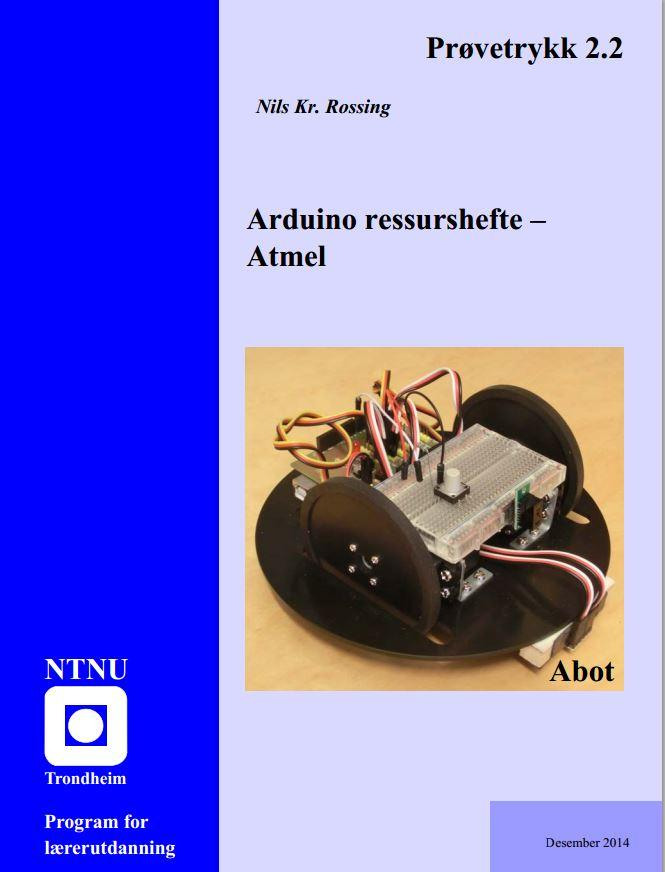 Prøvetrykk 2.2
Nils Kr. Rossing
Arduino ressurshefte –
Atmel
Abot
NTNU
Trondheim
Program for
lærerutdanning
Desember 2014